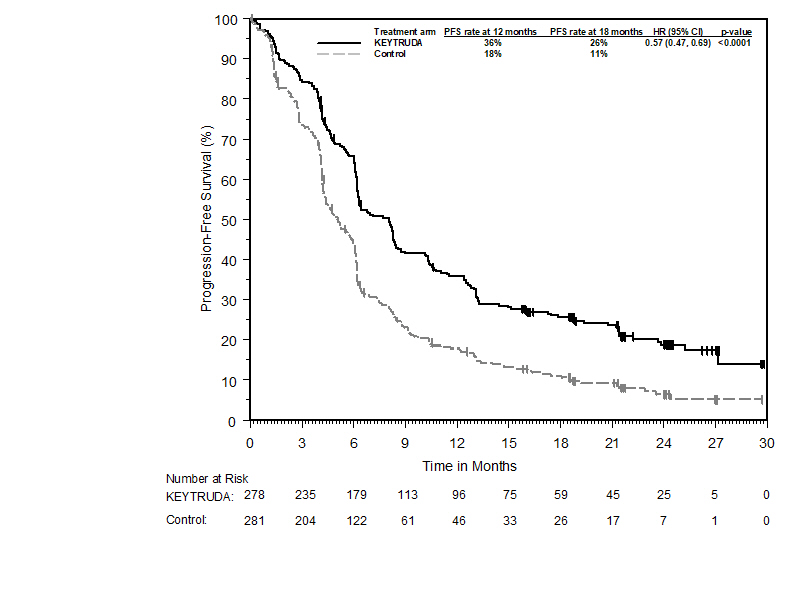 Treatment arm PFS rate at 12 months PFS rate at 18 months HR (95% CI) p-value
KEYTRUDA 36% 26% 0.57 (0.47, 0.69) <0.0001
Control 18% 11%
100
90
80
70
60
50
40
30
20
10
0
Progression-Free Survival (%)
0 3 6 9 12 15 18 21 24 27 30
Time in Months
Number at Risk
KEYTRUDA: 278 235 179 113 96 75 59 45 25 5 0
Control: 281 204 122 61 46 33 26 17 7 1 0